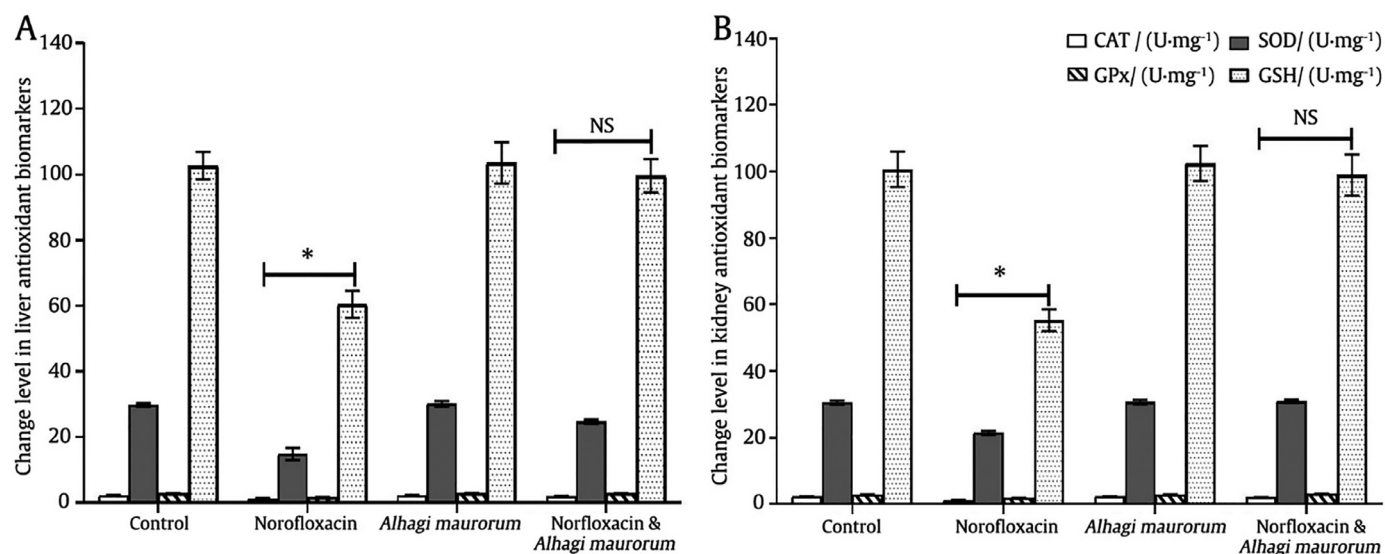 A
Change level in liver antioxidant biomarkers
140
120
100
80
60
40
20
0
*
NS
Control
Norofloxacin
Alhagi maurorum
Norfloxacin &
Alhagi maurorum
B
Change level in kidney antioxidant biomarkers
140
120
100
80
60
40
20
0
CAT / (U·mg⁻¹) SOD/ (U·mg⁻¹)
GPx/ (U·mg⁻¹) GSH/ (U·mg⁻¹)
*
NS
Control
Norofloxacin
Alhagi maurorum
Norfloxacin &
Alhagi maurorum